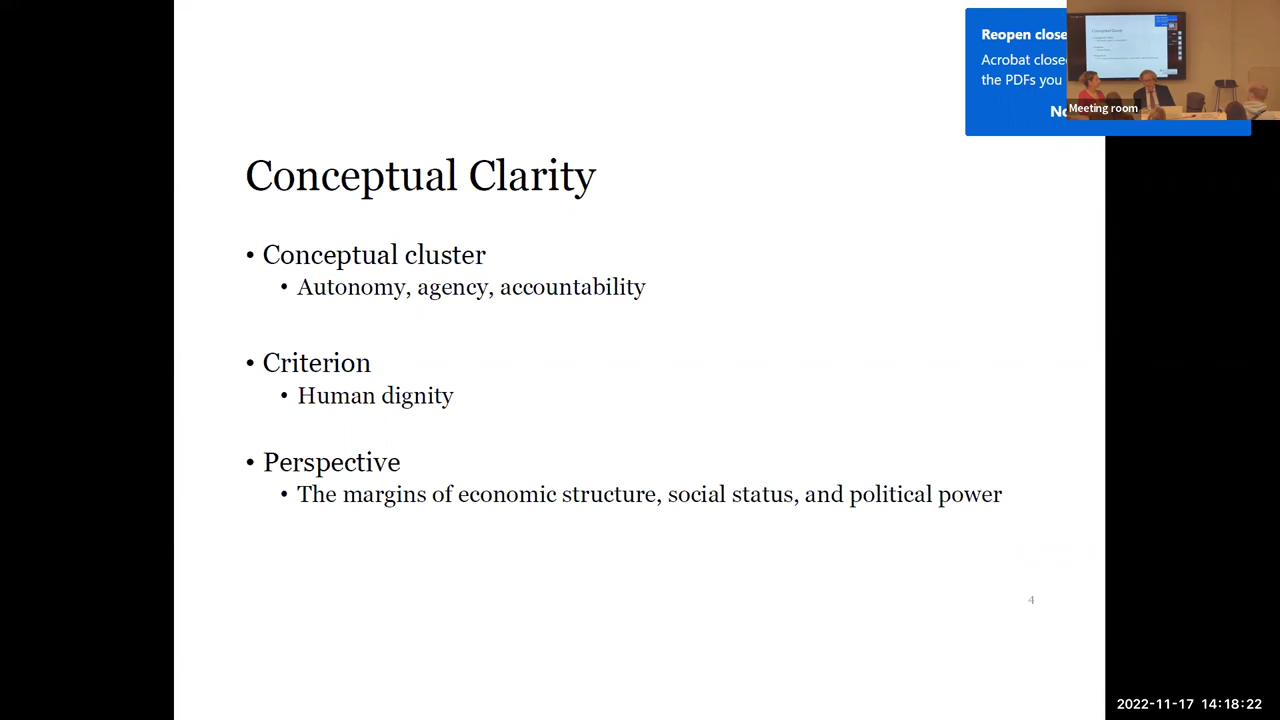 Reopen close
Acrobat close
the PDFs you
Meeting room
Conceptual Clarity
• Conceptual cluster
• Autonomy, agency, accountability
• Criterion
• Human dignity
• Perspective
• The margins of economic structure, social status, and political power
4
2022-11-17 14:18:22